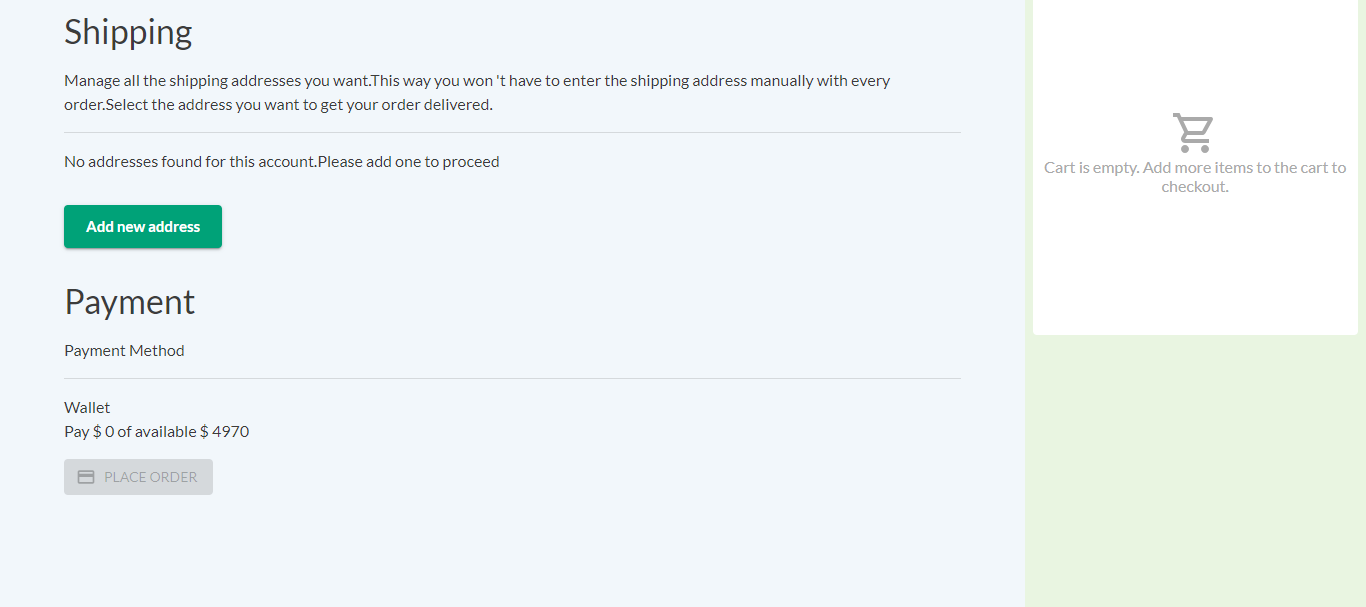 Shipping
Manage all the shipping addresses you want.This way you won 't have to enter the shipping address manually with every
order.Select the address you want to get your order delivered.
No addresses found for this account.Please add one to proceed
Add new address
Payment
Payment Method
Wallet
Pay $ 0 of available $ 4970
PLACE ORDER
Cart is empty. Add more items to the cart to
checkout.